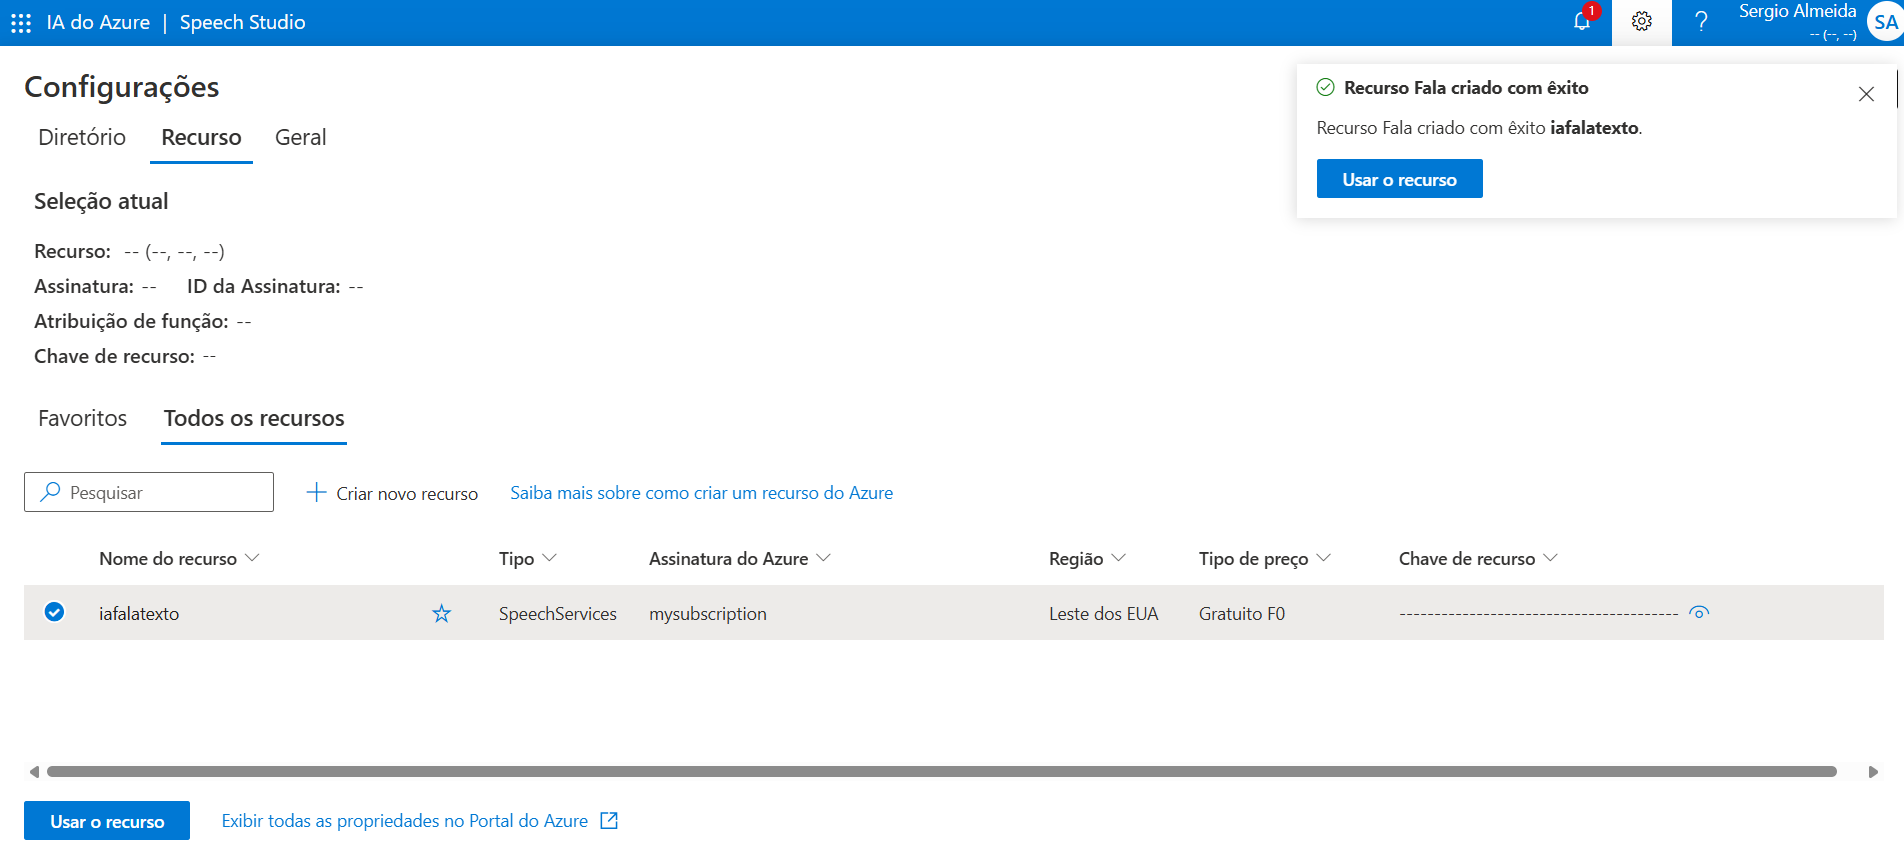 IA do Azure | Speech Studio
1
?
Sergio Almeida
-- (--, --)
SA
Configurações
Diretório Recurso Geral
Recurso Fala criado com êxito
Recurso Fala criado com êxito iafalatexto.
Usar o recurso
Seleção atual
Recurso: -- (--, --, --)
Assinatura: -- ID da Assinatura: --
Atribuição de função: --
Chave de recurso: --
Favoritos Todos os recursos
Pesquisar Criar novo recurso Saiba mais sobre como criar um recurso do Azure
Nome do recurso Tipo Assinatura do Azure Região Tipo de preço Chave de recurso
iafalatexto SpeechServices mysubscription Leste dos EUA Gratuito F0 ----------------------------------------
Usar o recurso Exibir todas as propriedades no Portal do Azure